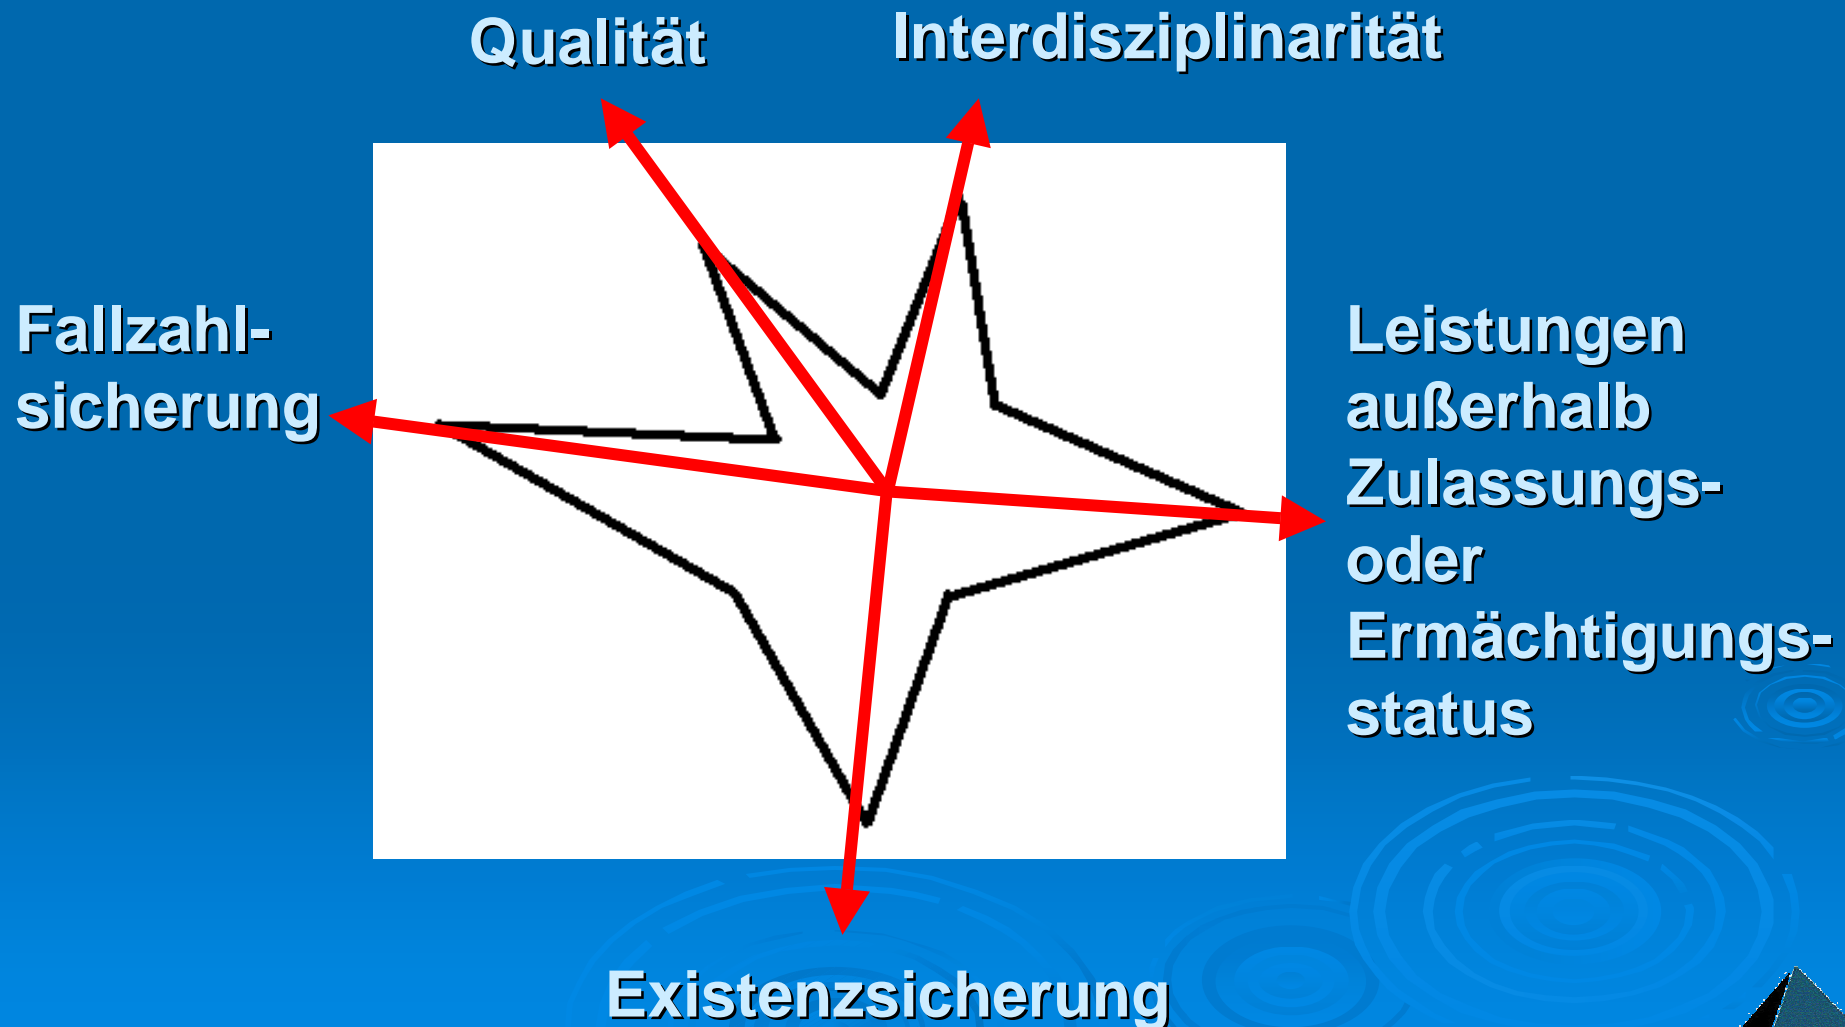 Qualität
Interdisziplinarität
Fallzahl-
sicherung
Leistungen
außerhalb
Zulassungs-
oder
Ermächtigungs-
status
Existenzsicherung